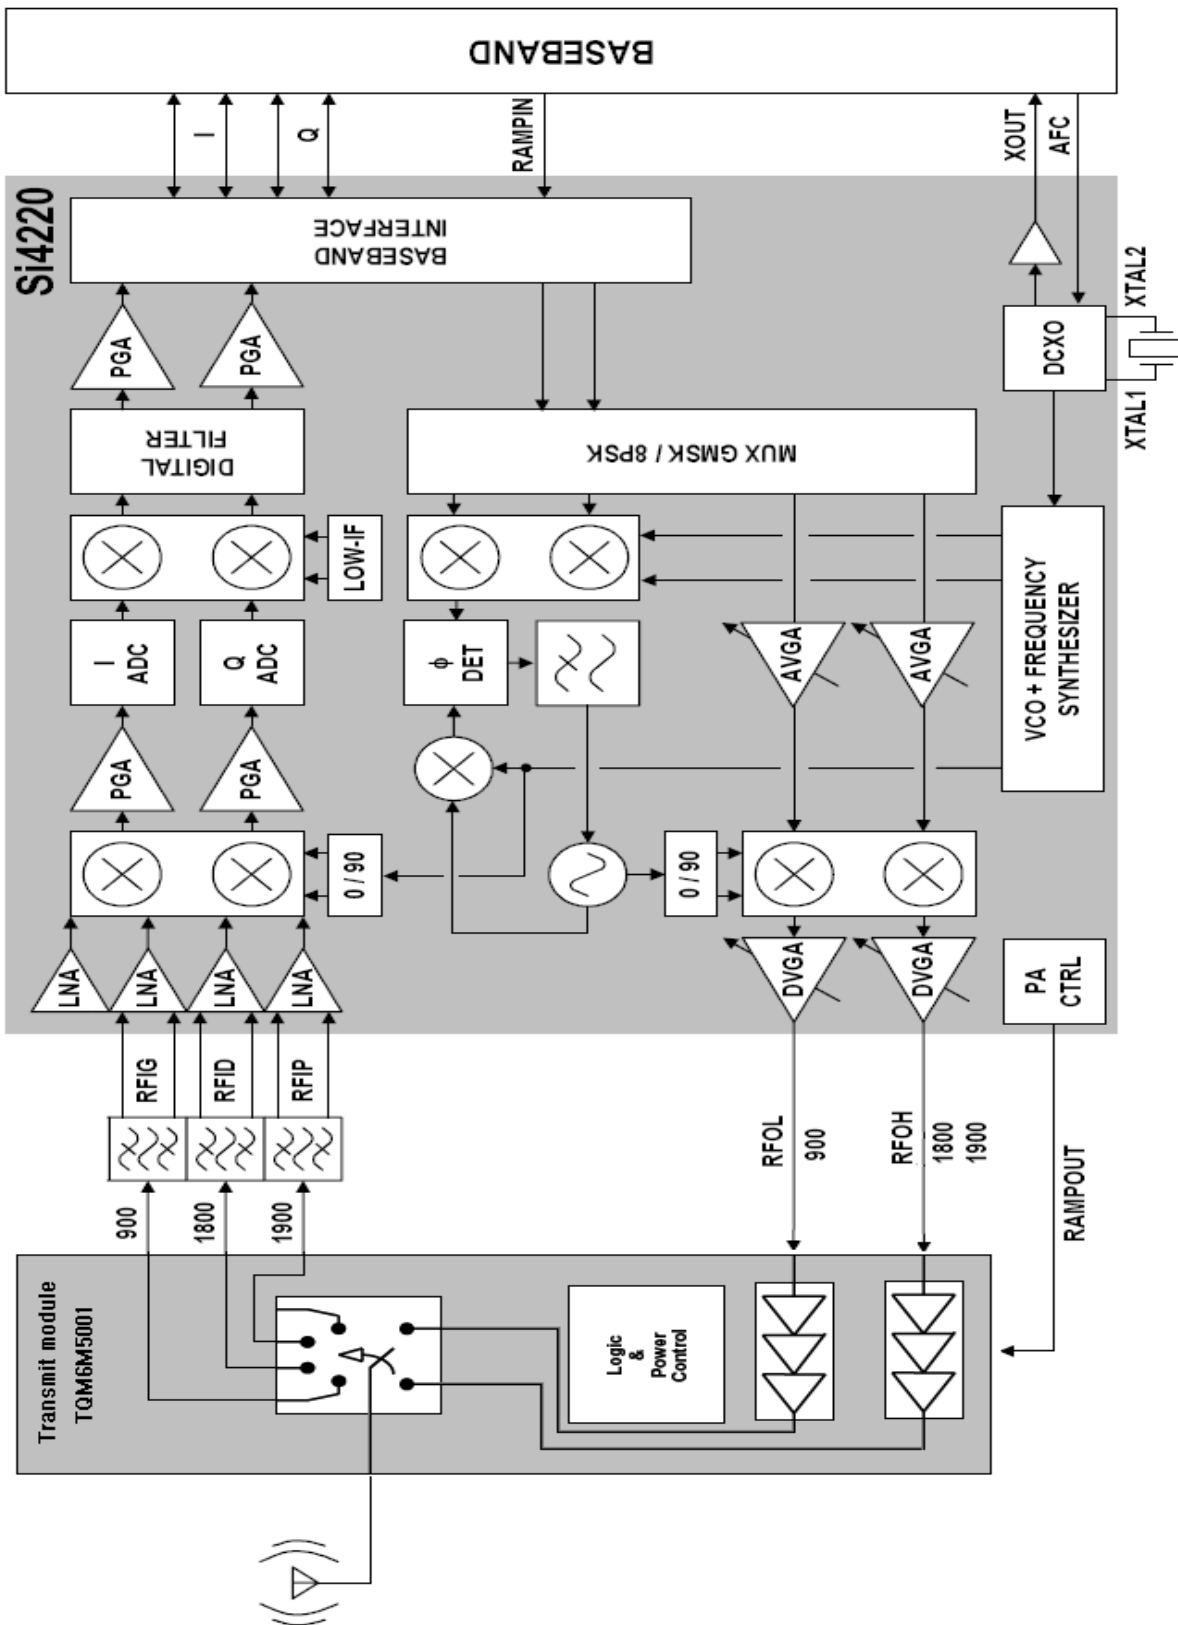 BASEBAND
I
Q
RAMPIN
XOUT
AFC
Si4220
BASEBAND
INTERFACE
PGA
PGA
DCXO
XTAL2
XTAL1
DIGITAL
FILTER
MUX GMSK / 8PSK
LOW-IF
I
ADC
Q
ADC
ϕ
DET
AVGA
AVGA
VCO + FREQUENCY
SYNTHESIZER
PGA
PGA
0 / 90
0 / 90
LNA
LNA
LNA
LNA
DVGA
DVGA
PA
CTRL
RFIG
RFID
RFIP
900
1800
1900
RFOL
900
RFOH
1800
1900
RAMPOUT
Transmit module
TQM6M5001
Logic
&
Power
Control